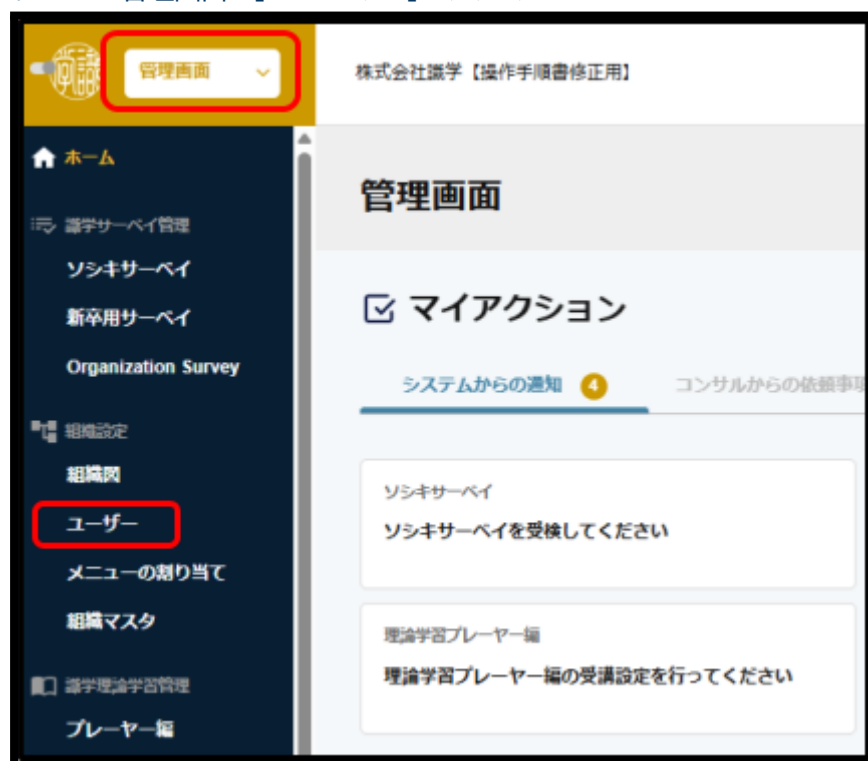 管理画面
株式会社識学【操作手順書修正用】
ホーム
識学サーベイ管理
ソシキサーベイ
新卒用サーベイ
Organization Survey
組織設定
組織図
ユーザー
メニューの割り当て
組織マスタ
識学理論学習管理
プレーヤー編
管理画面
マイアクション
システムからの通知 4
コンサルからの依頼事項
ソシキサーベイ
ソシキサーベイを受検してください
理論学習プレーヤー編
理論学習プレーヤー編の受講設定を行ってください